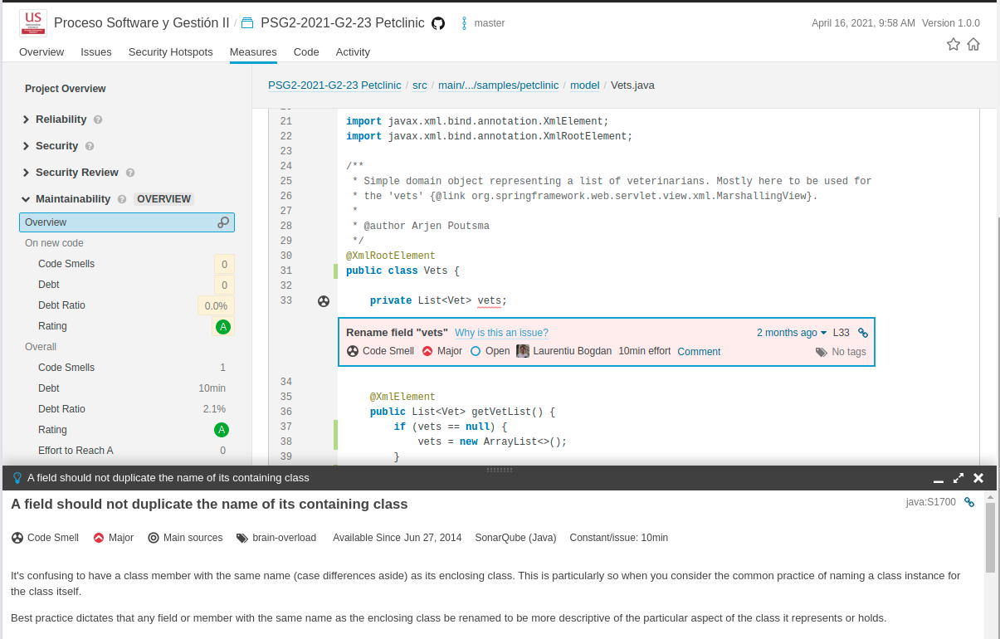 US Proceso Software y Gestión II / PSG2-2021-G2-23 Petclinic master April 16, 2021, 9:58 AM Version 1.0.0
Overview Issues Security Hotspots Measures Code Activity
Project Overview
Reliability ?
Security ?
Security Review ?
Maintainability ? OVERVIEW
Overview
On new code
Code Smells 0
Debt 0
Debt Ratio 0.0%
Rating A
Overall
Code Smells 1
Debt 10min
Debt Ratio 2.1%
Rating A
Effort to Reach A 0
PSG2-2021-G2-23 Petclinic / src / main/.../samples/petclinic / model / Vets.java
21 import javax.xml.bind.annotation.XmlElement;
22 import javax.xml.bind.annotation.XmlRootElement;
23
24 /**
25 * Simple domain object representing a list of veterinarians. Mostly here to be used for
26 * the 'vets' {@link org.springframework.web.servlet.view.xml.MarshallingView}.
27 *
28 * @author Arjen Poutsma
29 */
30 @XmlRootElement
31 public class Vets {
32
33 private List<Vet> vets;
Rename field "vets" Why is this an issue? 2 months ago L33
Code Smell Major Open Laurentiu Bogdan 10min effort Comment No tags
34
35 @XmlElement
36 public List<Vet> getVetList() {
37 if (vets == null) {
38 vets = new ArrayList<>();
39 }
A field should not duplicate the name of its containing class
A field should not duplicate the name of its containing class java:S1700
Code Smell Major Main sources brain-overload Available Since Jun 27, 2014 SonarQube (Java) Constant/issue: 10min
It's confusing to have a class member with the same name (case differences aside) as its enclosing class. This is particularly so when you consider the common practice of naming a class instance for
the class itself.
Best practice dictates that any field or member with the same name as the enclosing class be renamed to be more descriptive of the particular aspect of the class it represents or holds.